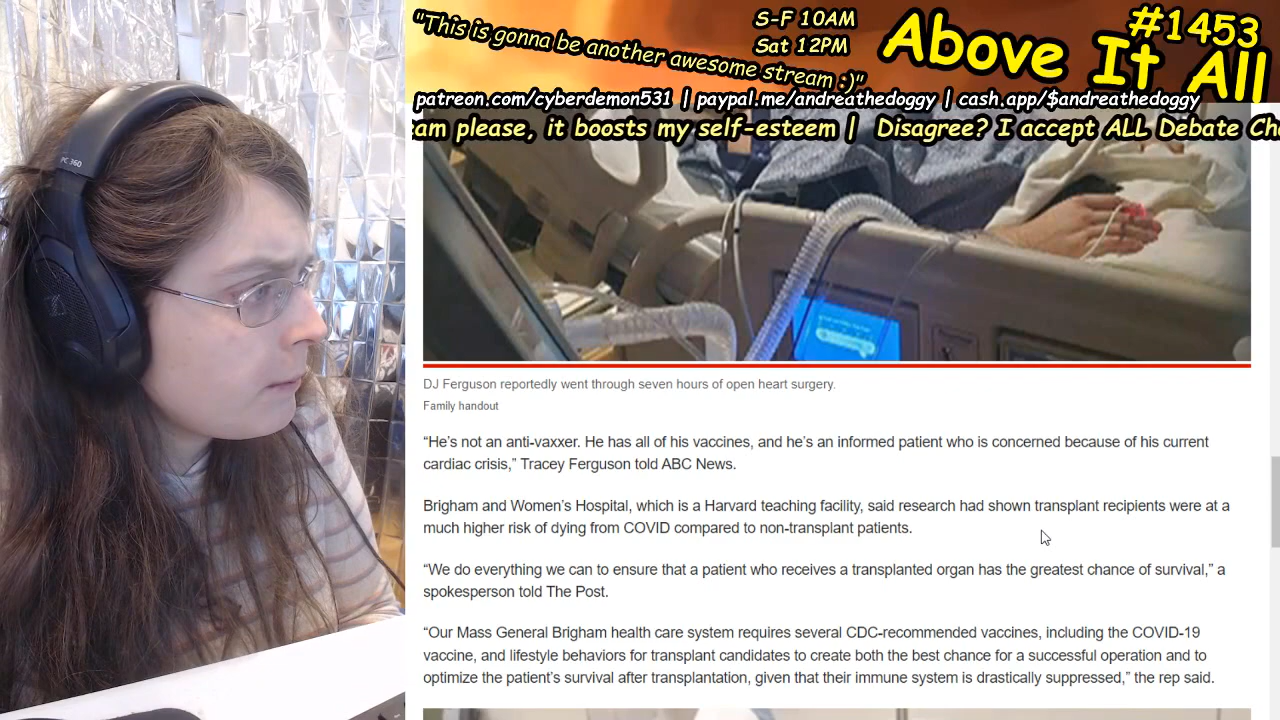 "This is gonna be another awesome stream :)"
S-F 10AM
Sat 12PM
Above It All
#1453
patreon.com/cyberdemon531 | paypal.me/andreathedoggy | cash.app/$andreathedoggy
am please, it boosts my self-esteem | Disagree? I accept ALL Debate Ch
PC 360
DJ Ferguson reportedly went through seven hours of open heart surgery.
Family handout
“He’s not an anti-vaxxer. He has all of his vaccines, and he’s an informed patient who is concerned because of his current
cardiac crisis,” Tracey Ferguson told ABC News.
Brigham and Women’s Hospital, which is a Harvard teaching facility, said research had shown transplant recipients were at a
much higher risk of dying from COVID compared to non-transplant patients.
“We do everything we can to ensure that a patient who receives a transplanted organ has the greatest chance of survival,” a
spokesperson told The Post.
“Our Mass General Brigham health care system requires several CDC-recommended vaccines, including the COVID-19
vaccine, and lifestyle behaviors for transplant candidates to create both the best chance for a successful operation and to
optimize the patient’s survival after transplantation, given that their immune system is drastically suppressed,” the rep said.